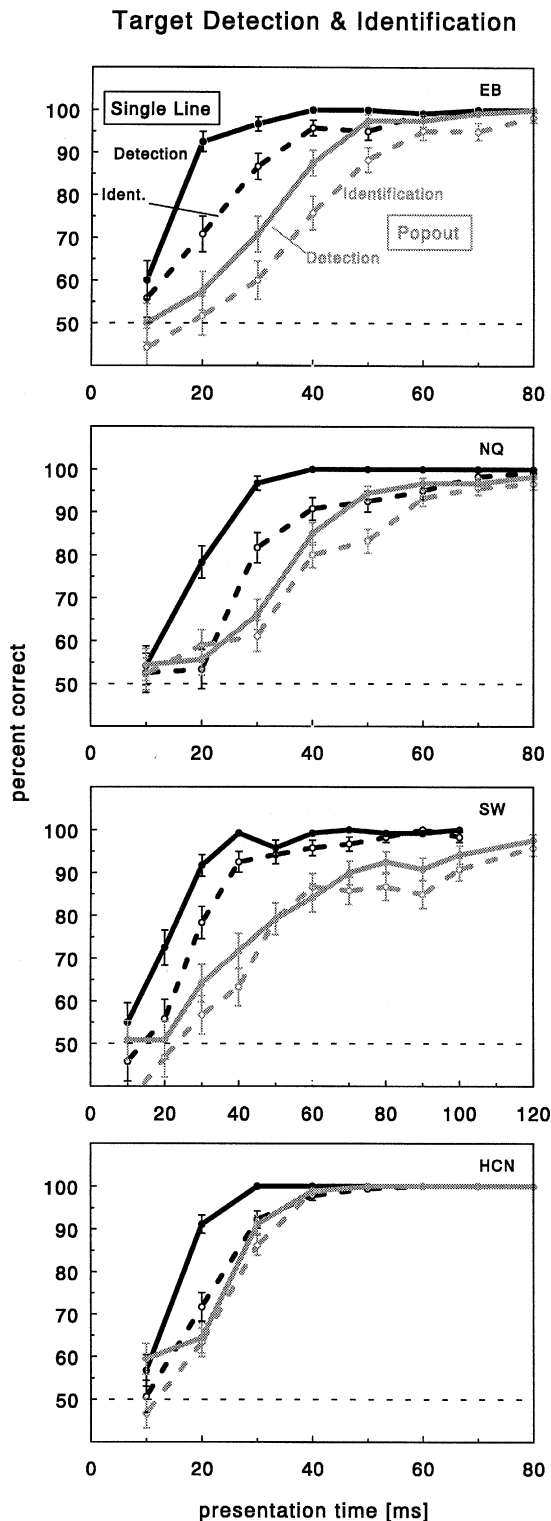 Target Detection & Identification
EB
100
Single Line
90
Detection
80
Ident.
Identification
70
Popout
60
Detection
50
0 20 40 60 80
NQ
100
90
80
70
60
50
0 20 40 60 80
percent correct
SW
100
90
80
70
60
50
0 20 40 60 80 100 120
HCN
100
90
80
70
60
50
0 20 40 60 80
presentation time [ms]